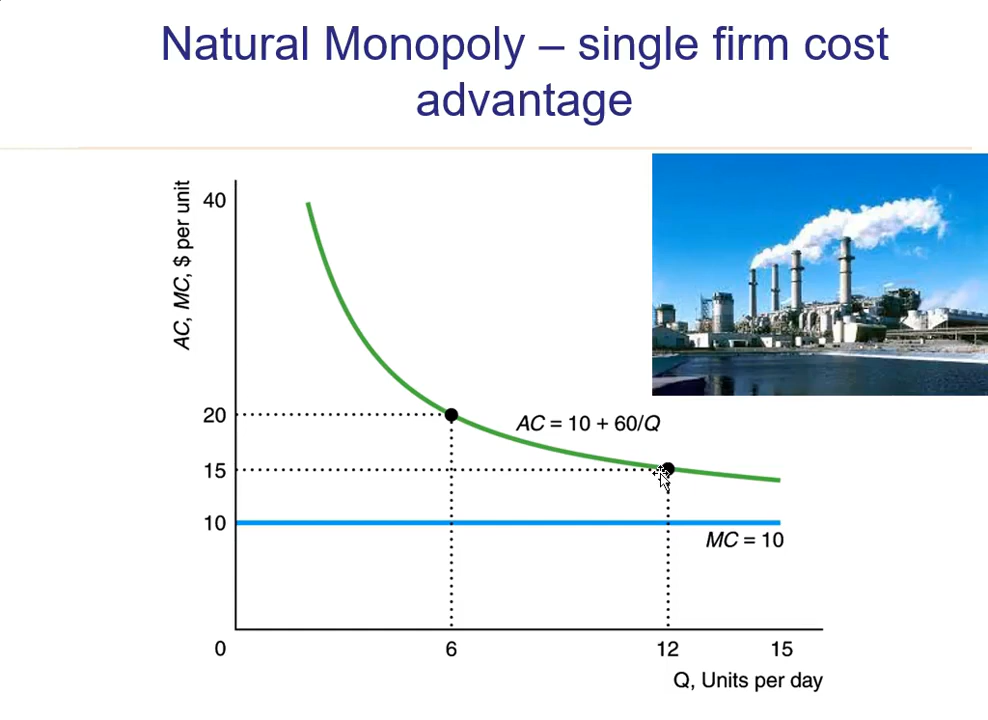 Natural Monopoly – single firm cost
advantage
AC, MC, $ per unit
40
20
15
10
0
AC = 10 + 60/Q
MC = 10
6
12
15
Q, Units per day